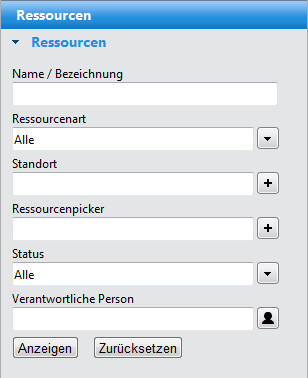 Ressourcen
Ressourcen
Name / Bezeichnung
Ressourcenart
Alle
Standort
Ressourcenpicker
Status
Alle
Verantwortliche Person
Anzeigen Zurücksetzen